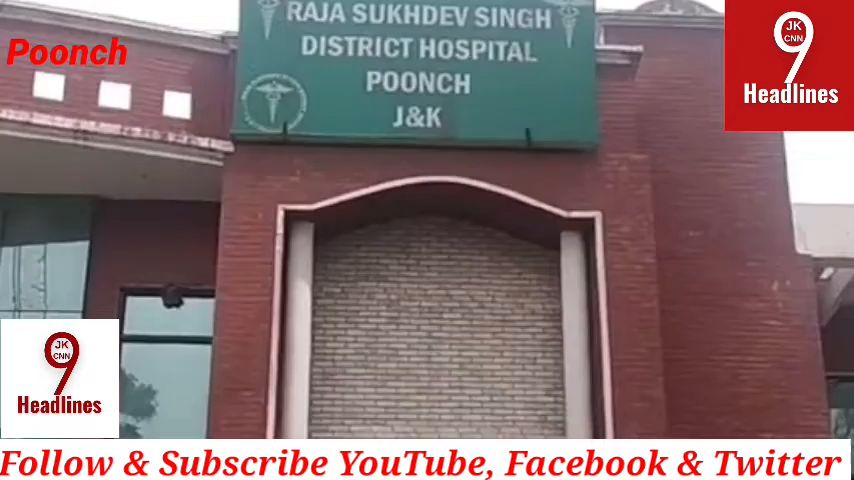 Poonch
RAJA SUKHDEV SINGH
DISTRICT HOSPITAL
POONCH
J&K
JK
CNN
9
Headlines
JK
CNN
9
Headlines
Follow & Subscribe YouTube, Facebook & Twitter